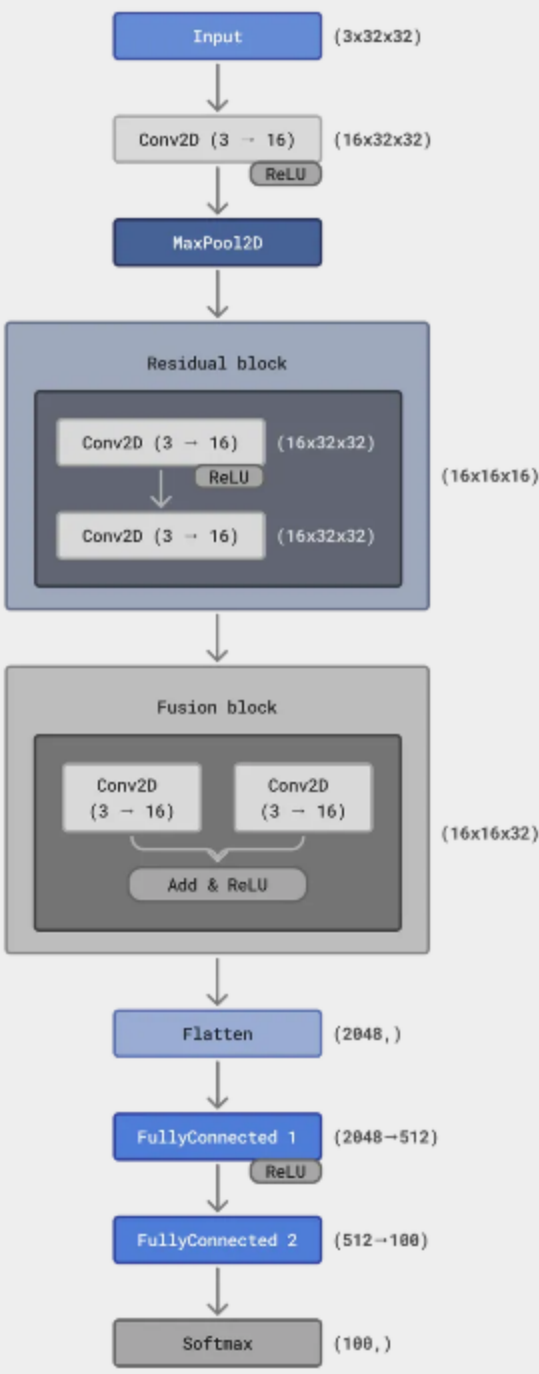 Input (3x32x32)
Conv2D (3 → 16) (16x32x32)
ReLU
MaxPool2D
Residual block
Conv2D (3 → 16) (16x32x32)
ReLU
(16x16x16)
Conv2D (3 → 16) (16x32x32)
Fusion block
Conv2D Conv2D
(3 → 16) (3 → 16)
(16x16x32)
Add & ReLU
Flatten (2048,)
FullyConnected 1 (2048→512)
ReLU
FullyConnected 2 (512→100)
Softmax (100,)